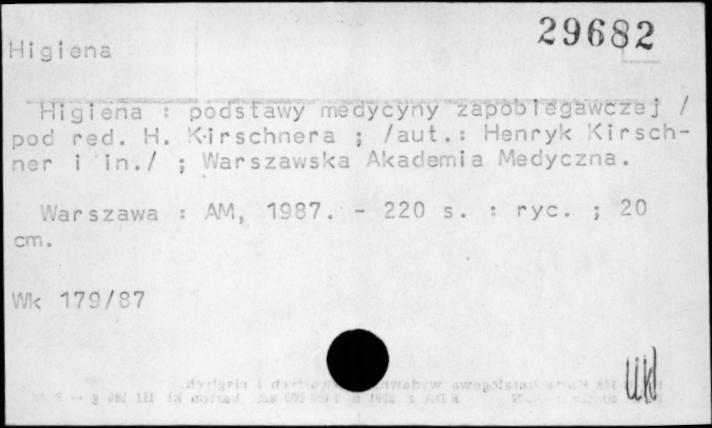 29682
Higiena
Higiena : podstawy medycyny zapobiegawczej /
pod red. H. Kirschnera ; /aut.: Henryk Kirsch-
ner i in./ ; Warszawska Akademia Medyczna.
Warszawa : AM, 1987. - 220 s. : ryc. ; 20
cm.
Wk 179/87